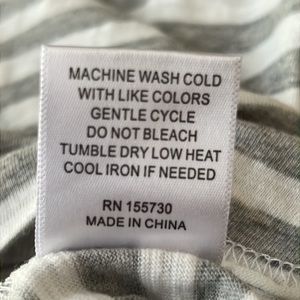 MACHINE WASH COLD
WITH LIKE COLORS
GENTLE CYCLE
DO NOT BLEACH
TUMBLE DRY LOW HEAT
COOL IRON IF NEEDED
RN 155730
MADE IN CHINA